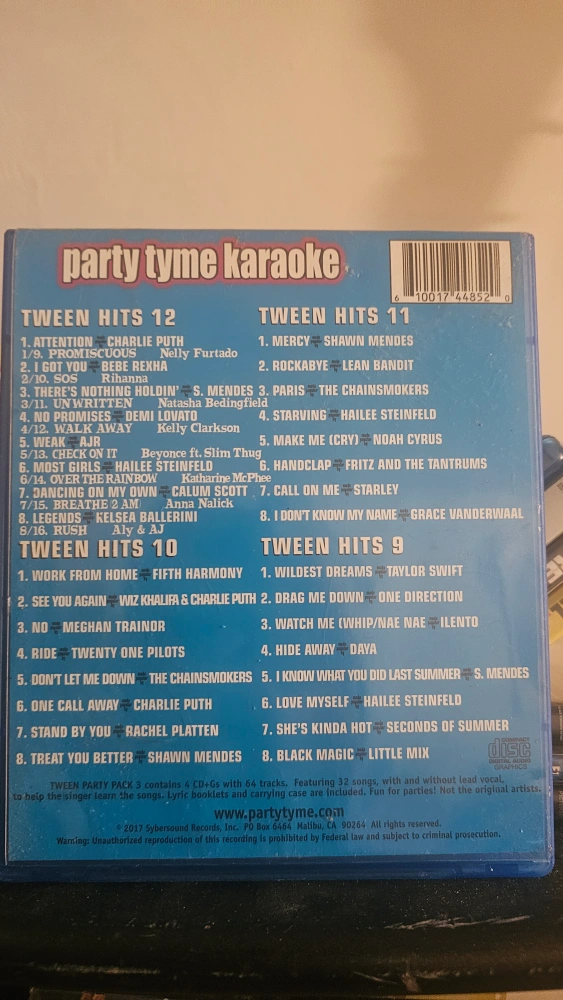 party tyme karaoke
6 10017 44852 0
TWEEN HITS 12
1. ATTENTION CHARLIE PUTH
1/9. PROMISCUOUS Nelly Furtado
2. I GOT YOU BEBE REXHA
2/10. SOS Rihanna
3. THERE'S NOTHING HOLDIN' S. MENDES
3/11. UNWRITTEN Natasha Bedingfield
4. NO PROMISES DEMI LOVATO
4/12. WALK AWAY Kelly Clarkson
5. WEAK AJR
5/13. CHECK ON IT Beyonce ft. Slim Thug
6. MOST GIRLS HAILEE STEINFELD
6/14. OVER THE RAINBOW Katharine McPhee
7. DANCING ON MY OWN CALUM SCOTT
7/15. BREATHE 2 AM Anna Nalick
8. LEGENDS KELSEA BALLERINI
8/16. RUSH Aly & AJ
TWEEN HITS 11
1. MERCY SHAWN MENDES
2. ROCKABYE LEAN BANDIT
3. PARIS THE CHAINSMOKERS
4. STARVING HAILEE STEINFELD
5. MAKE ME (CRY) NOAH CYRUS
6. HANDCLAP FRITZ AND THE TANTRUMS
7. CALL ON ME STARLEY
8. I DON'T KNOW MY NAME GRACE VANDERWAAL
TWEEN HITS 10
1. WORK FROM HOME FIFTH HARMONY
2. SEE YOU AGAIN WIZ KHALIFA & CHARLIE PUTH
3. NO MEGHAN TRAINOR
4. RIDE TWENTY ONE PILOTS
5. DON'T LET ME DOWN THE CHAINSMOKERS
6. ONE CALL AWAY CHARLIE PUTH
7. STAND BY YOU RACHEL PLATTEN
8. TREAT YOU BETTER SHAWN MENDES
TWEEN HITS 9
1. WILDEST DREAMS TAYLOR SWIFT
2. DRAG ME DOWN ONE DIRECTION
3. WATCH ME (WHIP/NAE NAE ILENTO
4. HIDE AWAY DAYA
5. I KNOW WHAT YOU DID LAST SUMMER S. MENDES
6. LOVE MYSELF HAILEE STEINFELD
7. SHE'S KINDA HOT SECONDS OF SUMMER
8. BLACK MAGIC LITTLE MIX
COMPACT
disc
DIGITAL AUDIO
GRAPHICS
TWEEN PARTY PACK 3 contains 4 CD+Gs with 64 tracks. Featuring 32 songs, with and without lead vocal,
to help the singer learn the songs. Lyric booklets and carrying case are included. Fun for parties! Not the original artists.
www.partytyme.com
© 2017 Sybersound Records, Inc. PO Box 6464 Malibu, CA 90264 All rights reserved.
Warning: Unauthorized reproduction of this recording is prohibited by Federal law and subject to criminal prosecution.